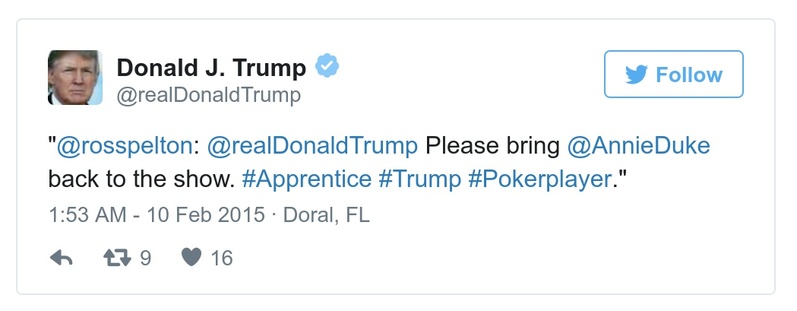 Donald J. Trump
@realDonaldTrump
Follow
"@rosspelton: @realDonaldTrump Please bring @AnnieDuke
back to the show. #Apprentice #Trump #Pokerplayer."
1:53 AM - 10 Feb 2015 · Doral, FL
9 16